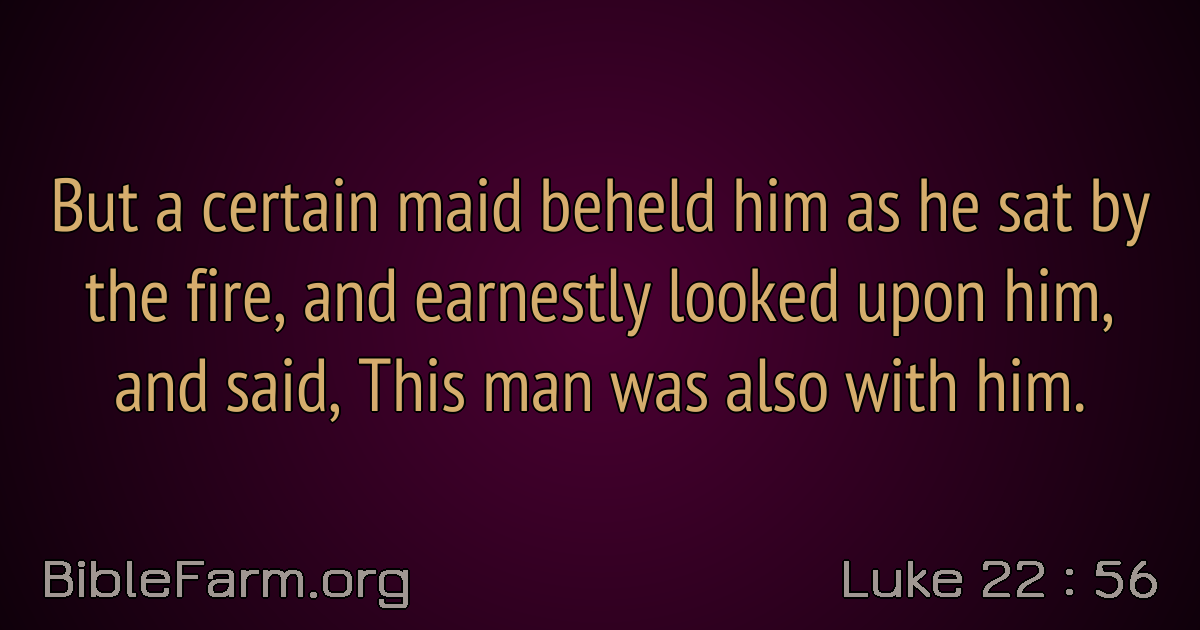 But a certain maid beheld him as he sat by
the fire, and earnestly looked upon him,
and said, This man was also with him.
BibleFarm.org
Luke 22 : 56